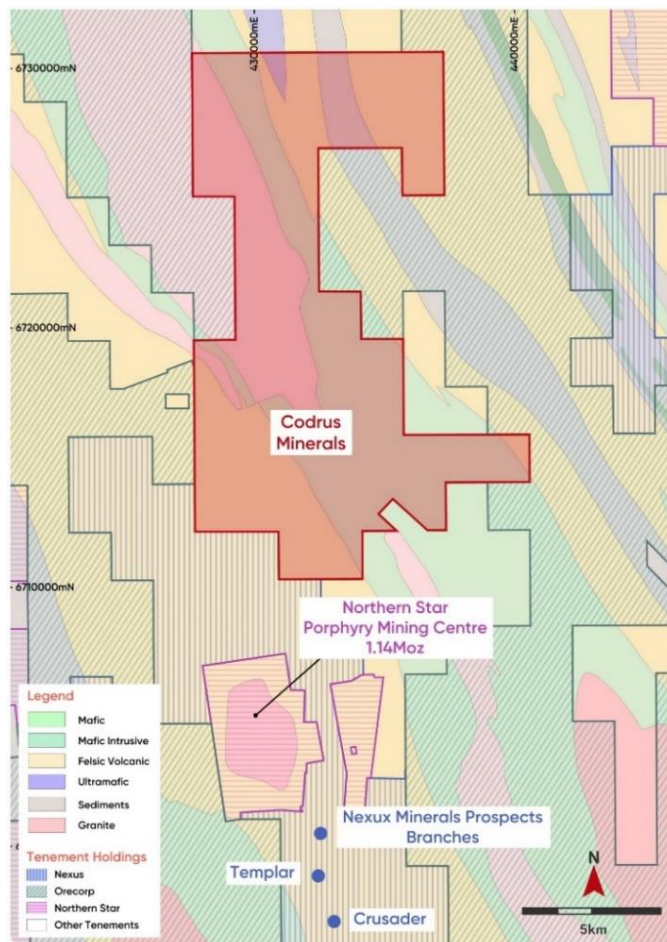 430000mE
440000mE
6730000mN
6720000mN
Codrus
Minerals
6710000mN
Northern Star
Porphyry Mining Centre
1.14Moz
Legend
Mafic
Mafic Intrusive
Felsic Volcanic
Ultramafic
Sediments
Granite
Tenement Holdings
Nexus
Orecorp
Northern Star
Other Tenements
Nexux Minerals Prospects
Branches
Templar
Crusader
N
5km